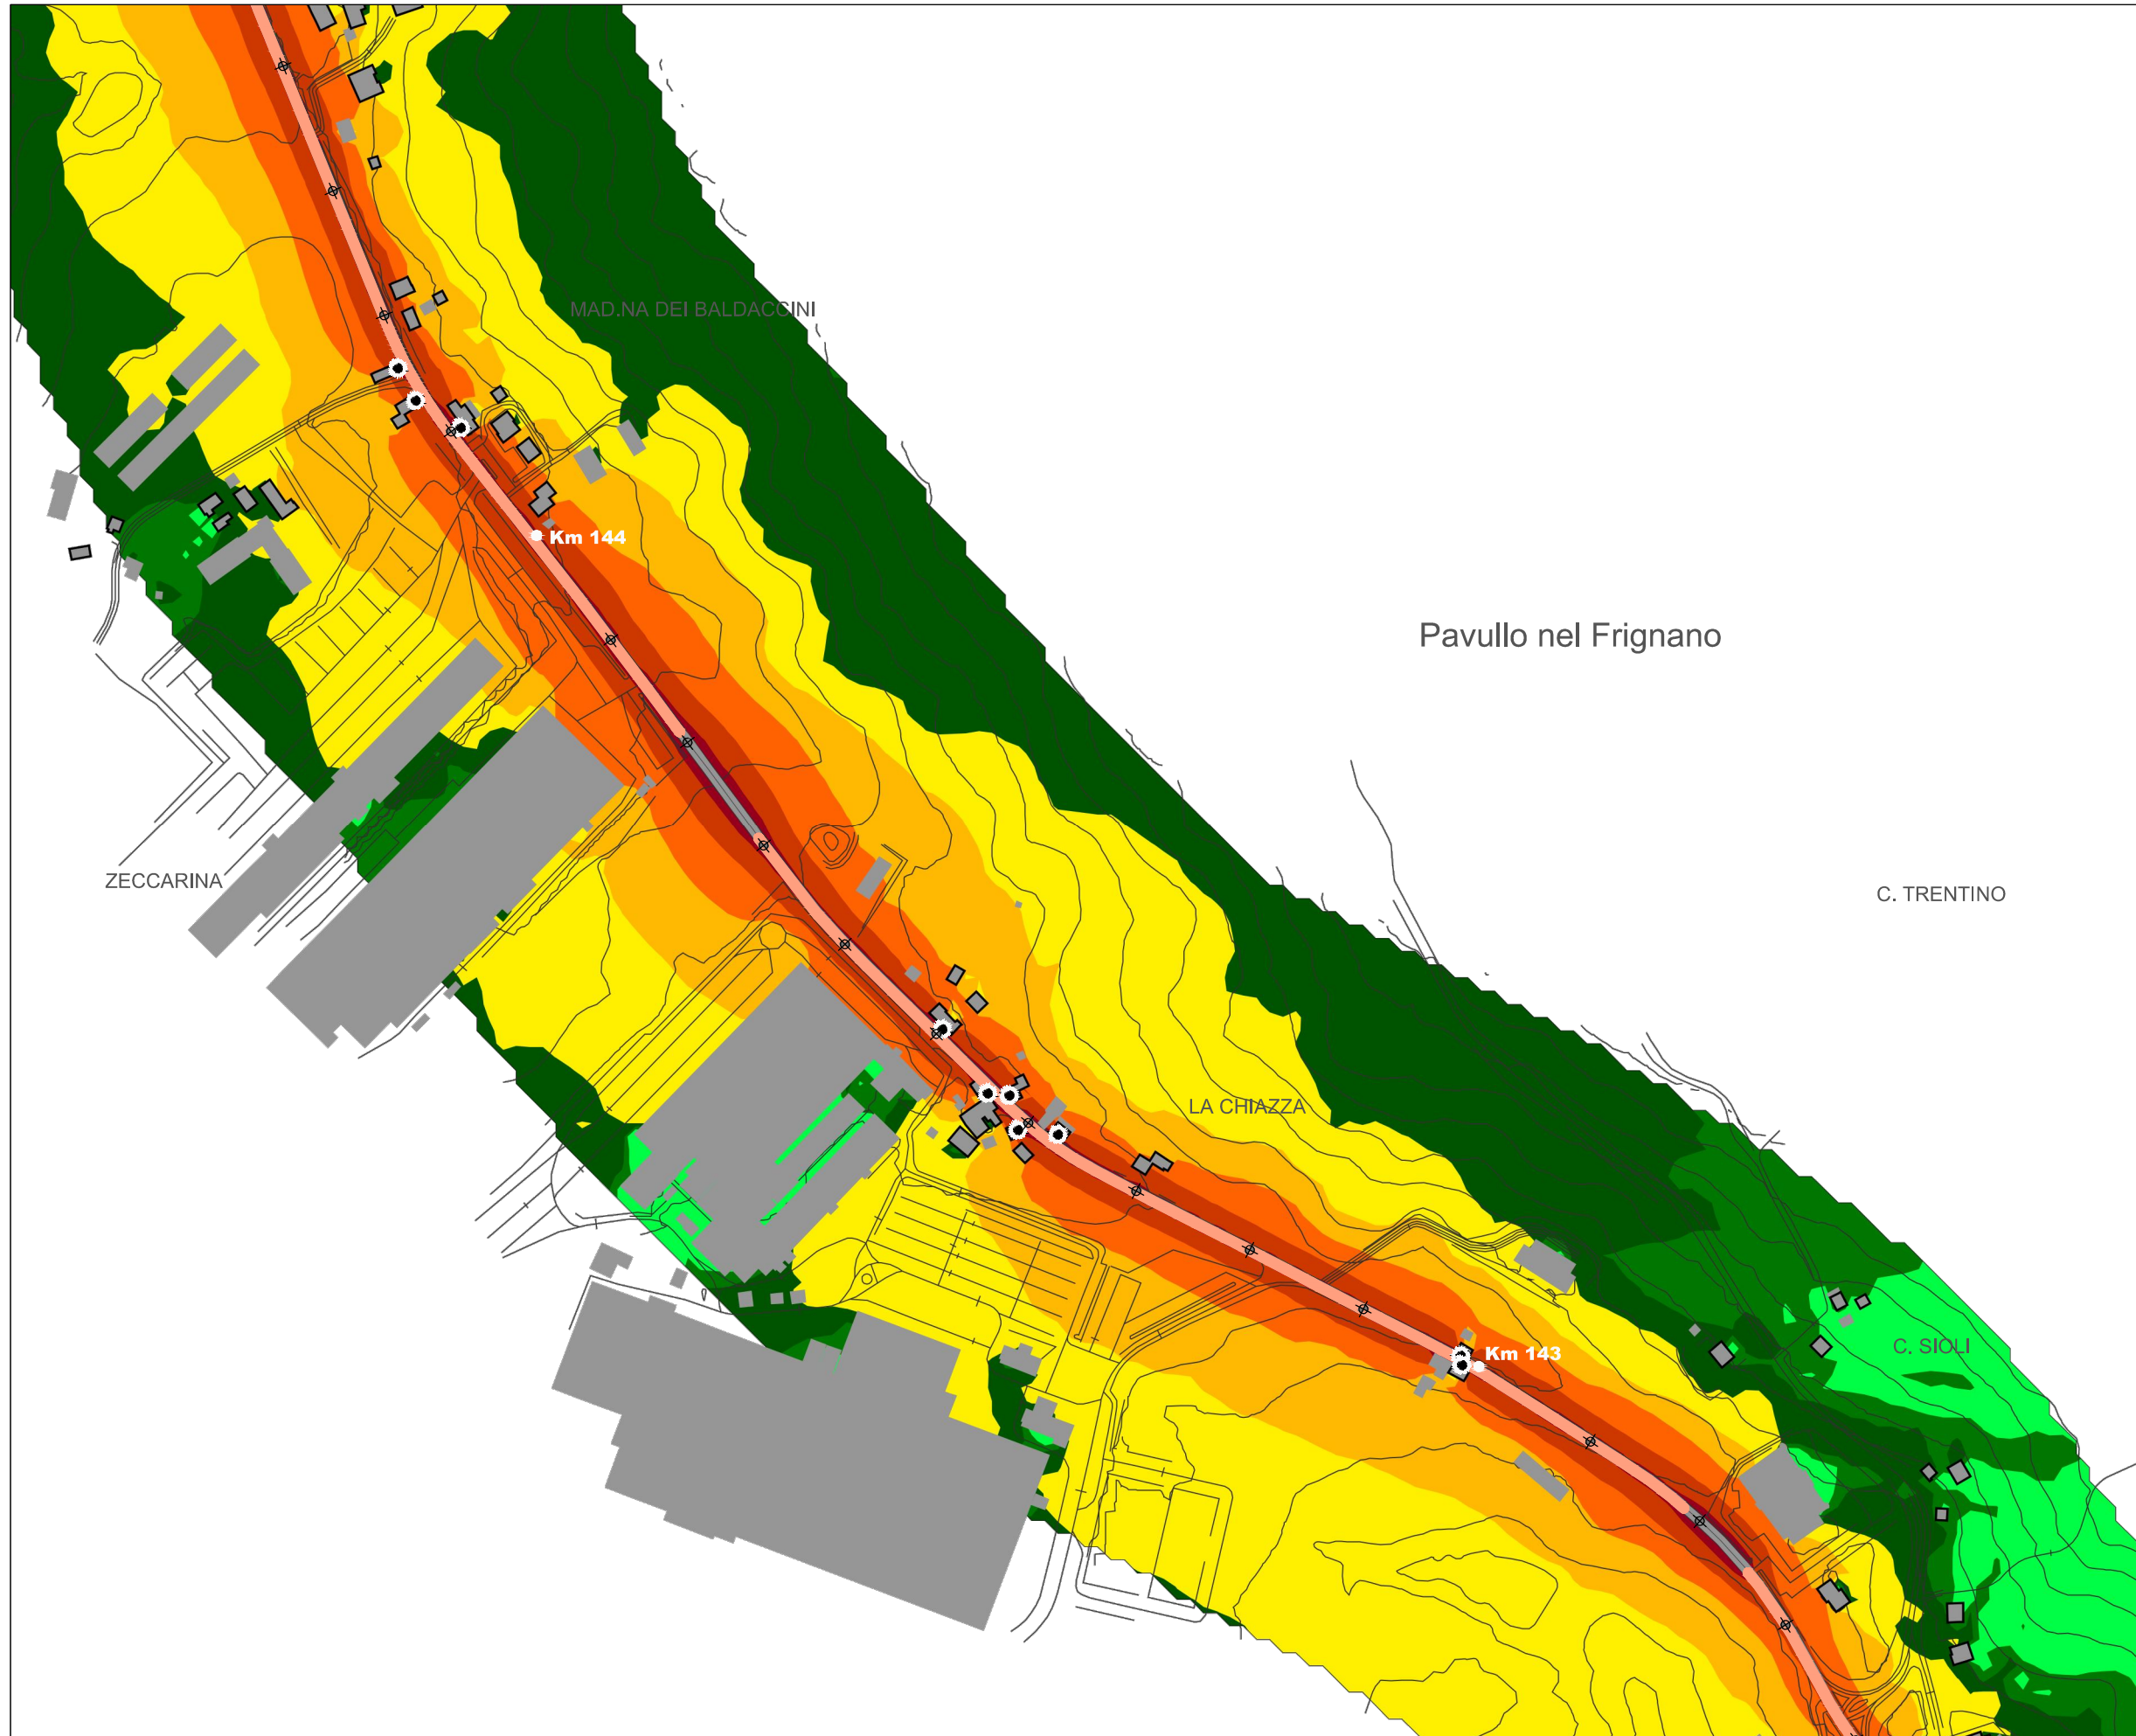 MAD.NA DEI BALDACCINI
Km 144
Pavullo nel Frignano
ZECCARINA
C. TRENTINO
LA CHIAZZA
Km 143
C. SIOLI